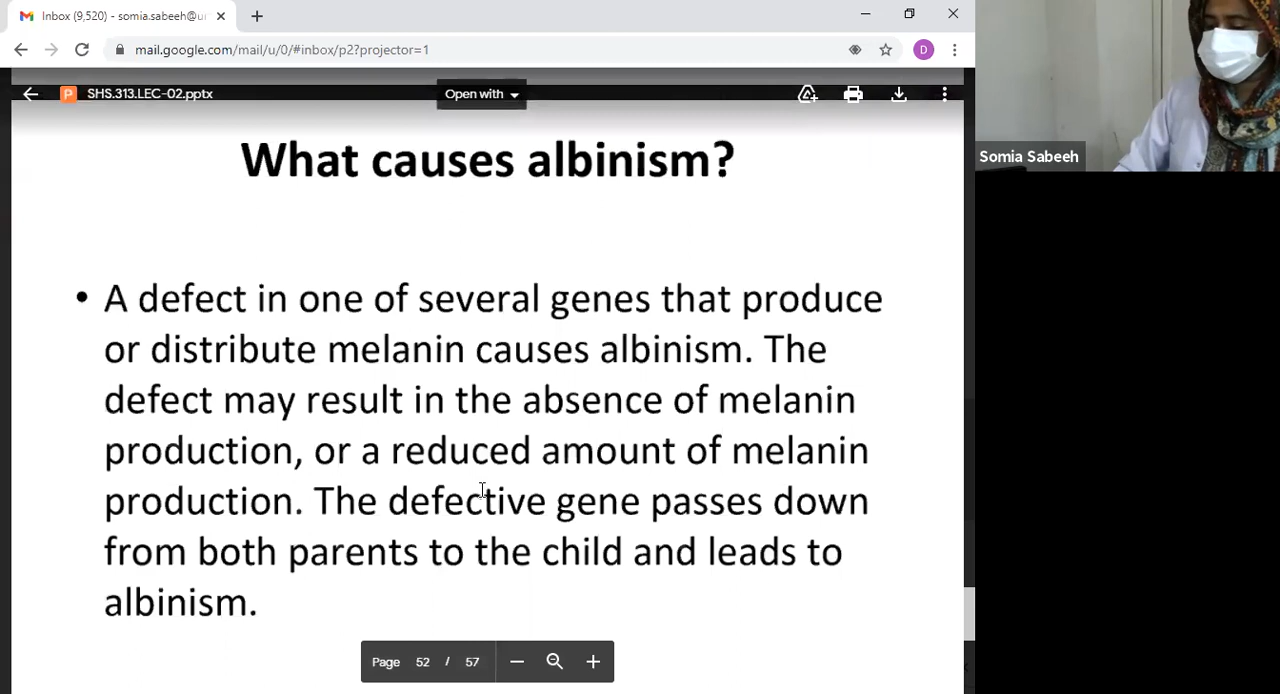 Inbox (9,520) - somia.sabeeh@u
mail.google.com/mail/u/0/#inbox/p2?projector=1
D
P
SHS.313.LEC-02.pptx
Open with
What causes albinism?
Somia Sabeeh
• A defect in one of several genes that produce
or distribute melanin causes albinism. The
defect may result in the absence of melanin
production, or a reduced amount of melanin
production. The defective gene passes down
from both parents to the child and leads to
albinism.
Page 52 / 57